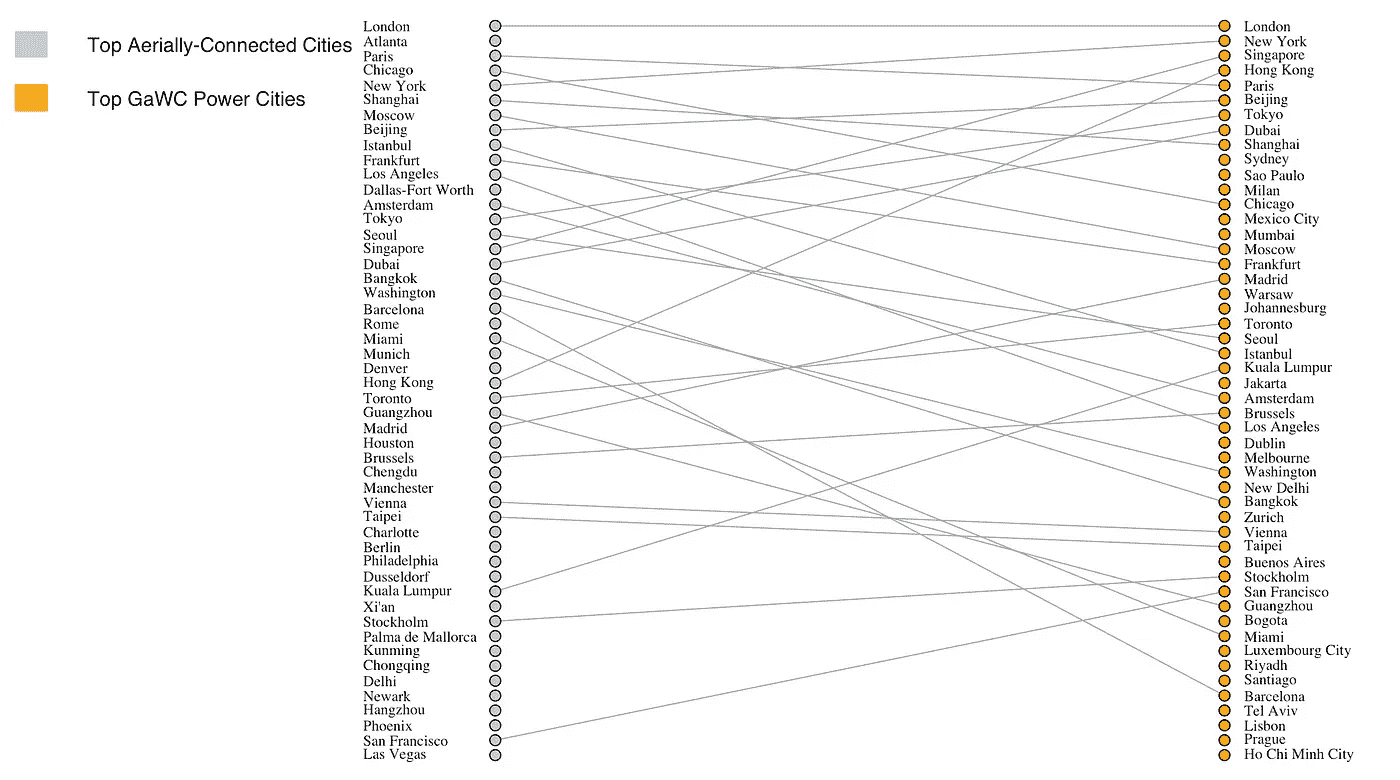 Top Aerially-Connected Cities
Top GaWC Power Cities
London
Atlanta
Paris
Chicago
New York
Shanghai
Moscow
Beijing
Istanbul
Frankfurt
Los Angeles
Dallas-Fort Worth
Amsterdam
Tokyo
Seoul
Singapore
Dubai
Bangkok
Washington
Barcelona
Rome
Miami
Munich
Denver
Hong Kong
Toronto
Guangzhou
Madrid
Houston
Brussels
Chengdu
Manchester
Vienna
Taipei
Charlotte
Berlin
Philadelphia
Dusseldorf
Kuala Lumpur
Xi'an
Stockholm
Palma de Mallorca
Kunming
Chongqing
Delhi
Newark
Hangzhou
Phoenix
San Francisco
Las Vegas
London
New York
Singapore
Hong Kong
Paris
Beijing
Tokyo
Dubai
Shanghai
Sydney
Sao Paulo
Milan
Chicago
Mexico City
Mumbai
Moscow
Frankfurt
Madrid
Warsaw
Johannesburg
Toronto
Seoul
Istanbul
Kuala Lumpur
Jakarta
Amsterdam
Brussels
Los Angeles
Dublin
Melbourne
Washington
New Delhi
Bangkok
Zurich
Vienna
Taipei
Buenos Aires
Stockholm
San Francisco
Guangzhou
Bogota
Miami
Luxembourg City
Riyadh
Santiago
Barcelona
Tel Aviv
Lisbon
Prague
Ho Chi Minh City